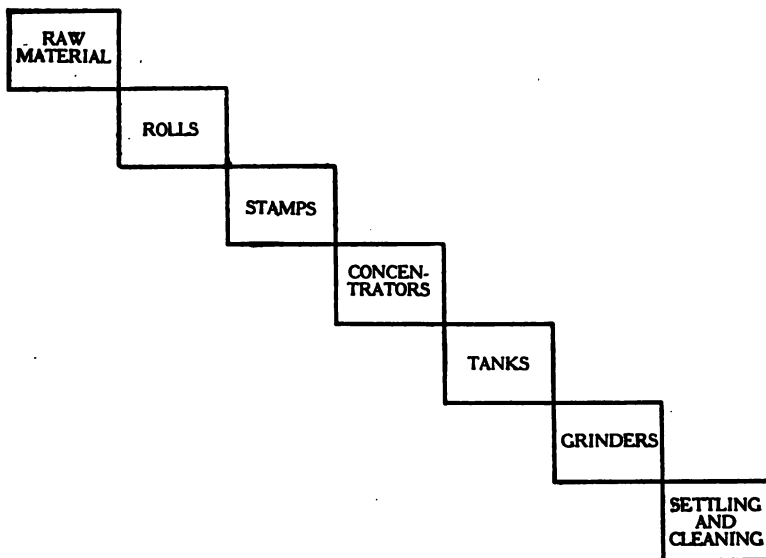 RAW
MATERIAL
ROLLS
STAMPS
CONCEN-
TRATORS
TANKS
GRINDERS
SETTLING
AND
CLEANING